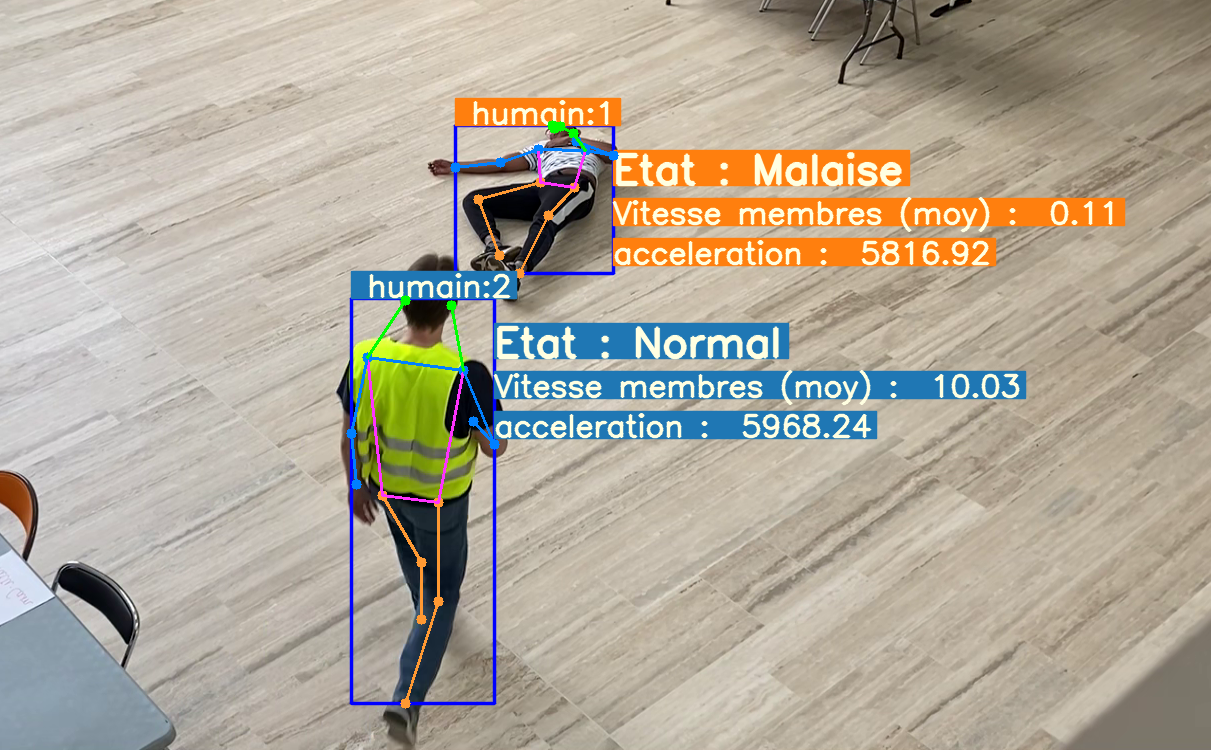 humain:1
Etat : Malaise
Vitesse membres (moy) : 0.11
acceleration : 5816.92
humain:2
Etat : Normal
Vitesse membres (moy) : 10.03
acceleration : 5968.24